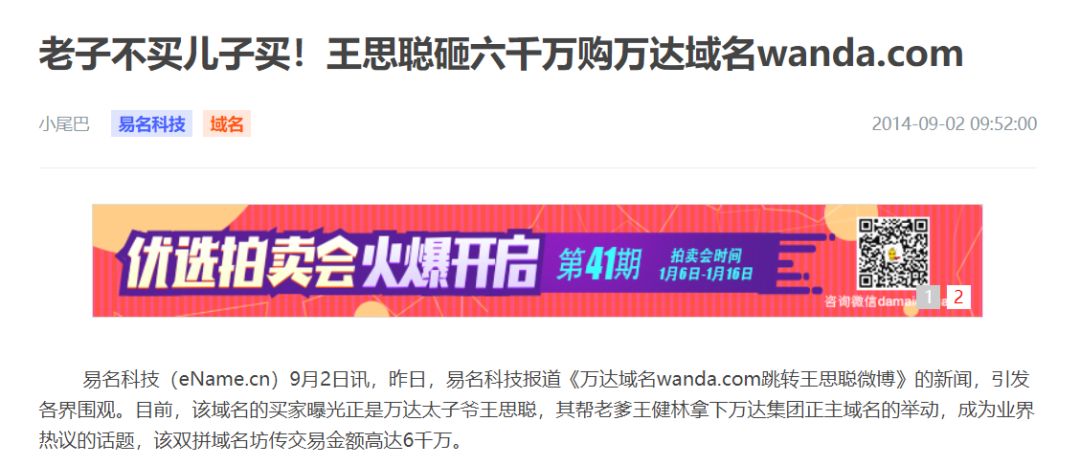 老子不买儿子买！王思聪砸六千万购万达域名wanda.com
小尾巴 易名科技 域名 2014-09-02 09:52:00
优选拍卖会火爆开启 第41期 拍卖会时间
1月6日-1月16日
咨询微信damai
1 2
易名科技（eName.cn）9月2日讯，昨日，易名科技报道《万达域名wanda.com跳转王思聪微博》的新闻，引发
各界围观。目前，该域名的买家曝光正是万达太子爷王思聪，其帮老爹王健林拿下万达集团正主域名的举动，成为业界
热议的话题，该双拼域名坊传交易金额高达6千万。